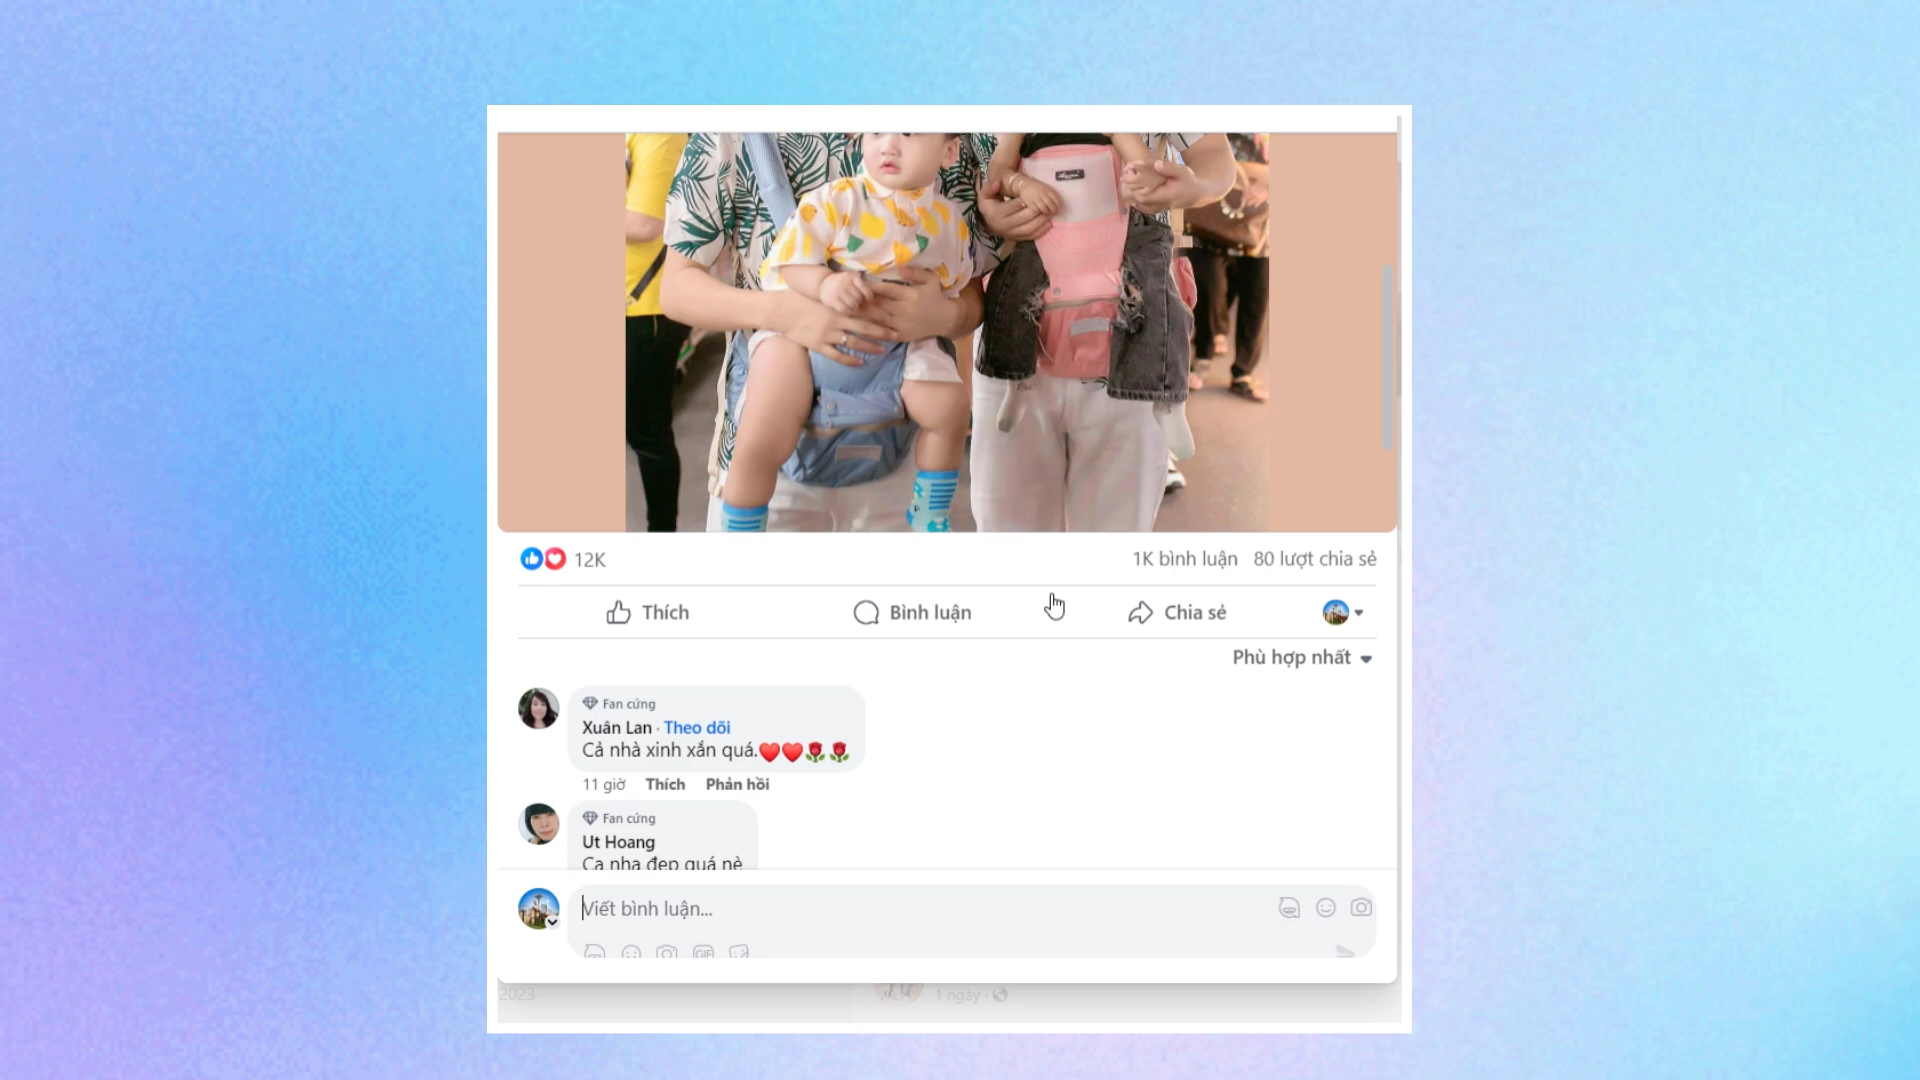 12K
1K bình luận 80 lượt chia sẻ
Thích Bình luận Chia sẻ
Phù hợp nhất
Fan cứng
Xuân Lan · Theo dõi
Cả nhà xinh xắn quá.❤️❤️🌹🌹
11 giờ Thích Phản hồi
Fan cứng
Ut Hoang
Ca nha đẹp quá nè
Viết bình luận...
GIF
2023
1 ngày ·